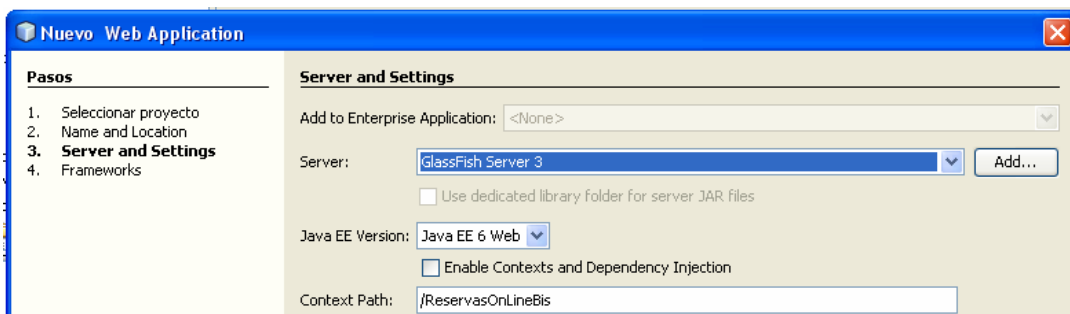 Nuevo Web Application
Pasos
1. Seleccionar proyecto
2. Name and Location
3. Server and Settings
4. Frameworks
Server and Settings
Add to Enterprise Application: <None>
Server: GlassFish Server 3 Add...
Use dedicated library folder for server JAR files
Java EE Version: Java EE 6 Web
Enable Contexts and Dependency Injection
Context Path: /ReservasOnLineBis